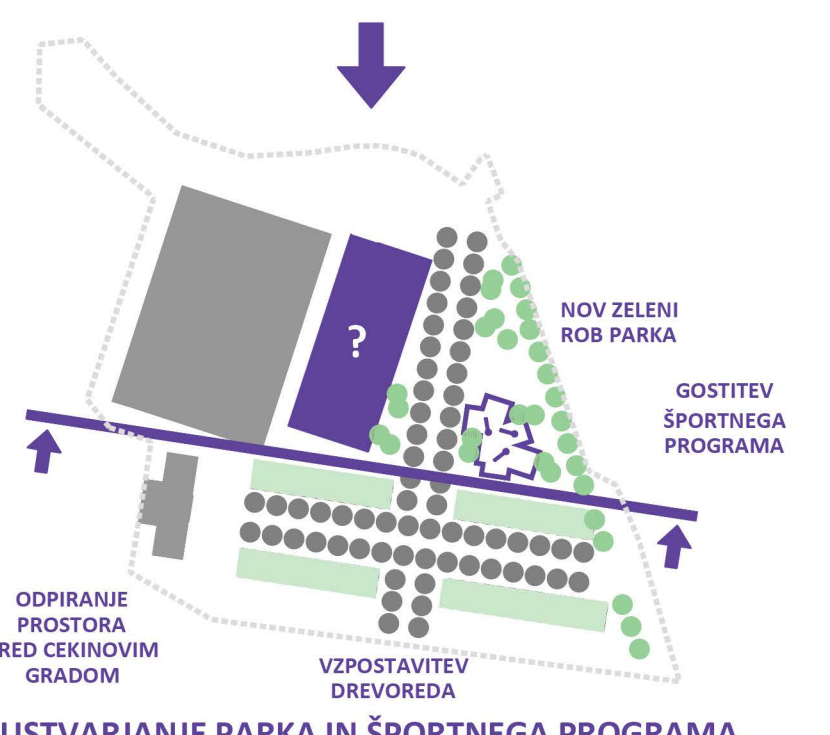 ?
NOV ZELENI
ROB PARKA
GOSTITEV
ŠPORTNEGA
PROGRAMA
ODPIRANJE
PROSTORA
RED CEKINOVIM
GRADOM
VZPOSTAVITEV
DREVOREDA
USTVARJANJE PARKA IN ŠPORTNEGA PROGRAMA